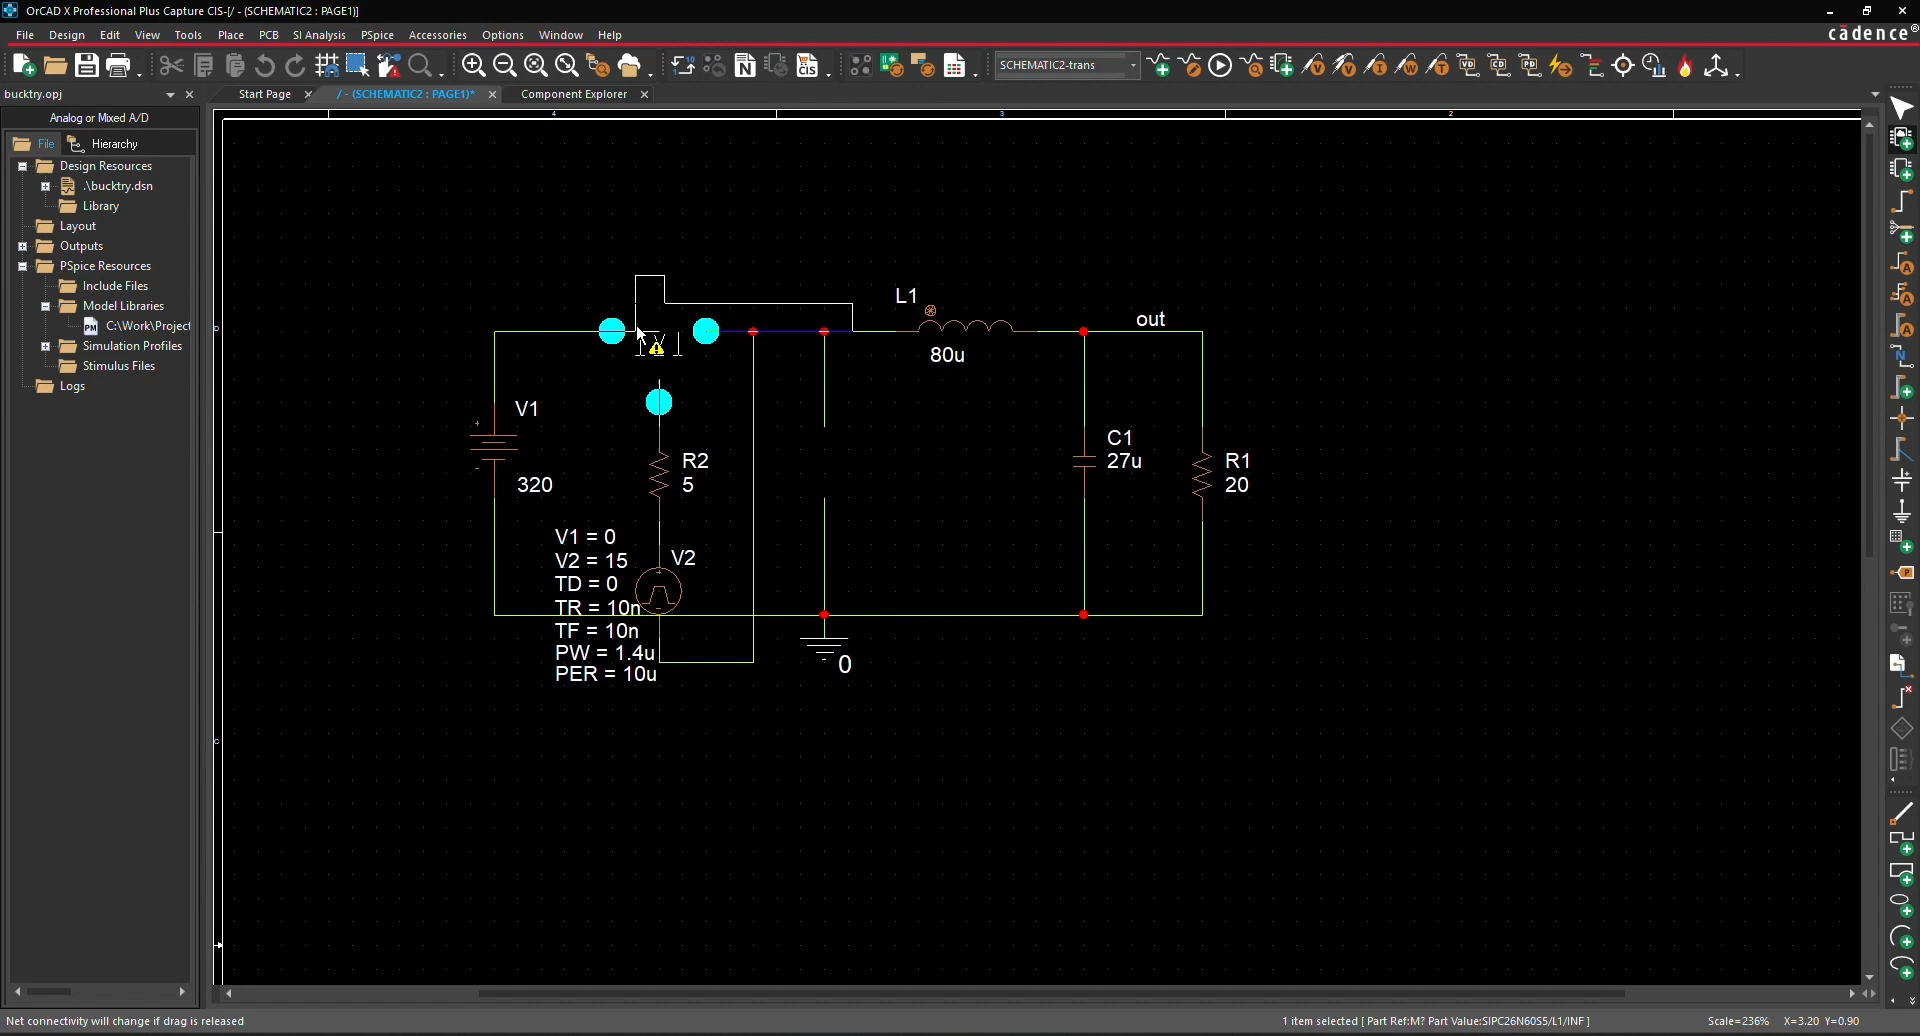 OrCAD X Professional Plus Capture CIS-[/ - (SCHEMATIC2 : PAGE1)]
File Design Edit View Tools Place PCB SI Analysis PSpice Accessories Options Window Help
cādence®
SCHEMATIC2-trans
bucktry.opj
Start Page
/ - (SCHEMATIC2 : PAGE1)*
Component Explorer
Analog or Mixed A/D
File
Hierarchy
Design Resources
.\bucktry.dsn
Library
Layout
Outputs
PSpice Resources
Include Files
Model Libraries
C:\Work\Project
Simulation Profiles
Stimulus Files
Logs
4
3
2
D
C
L1
80u
out
V1
320
R2
5
C1
27u
R1
20
V2
V1 = 0
V2 = 15
TD = 0
TR = 10n
TF = 10n
PW = 1.4u
PER = 10u
0
Net connectivity will change if drag is released
1 item selected [ Part Ref:M? Part Value:SIPC26N60S5/L1/INF ]
Scale=236%
X=3.20 Y=0.90